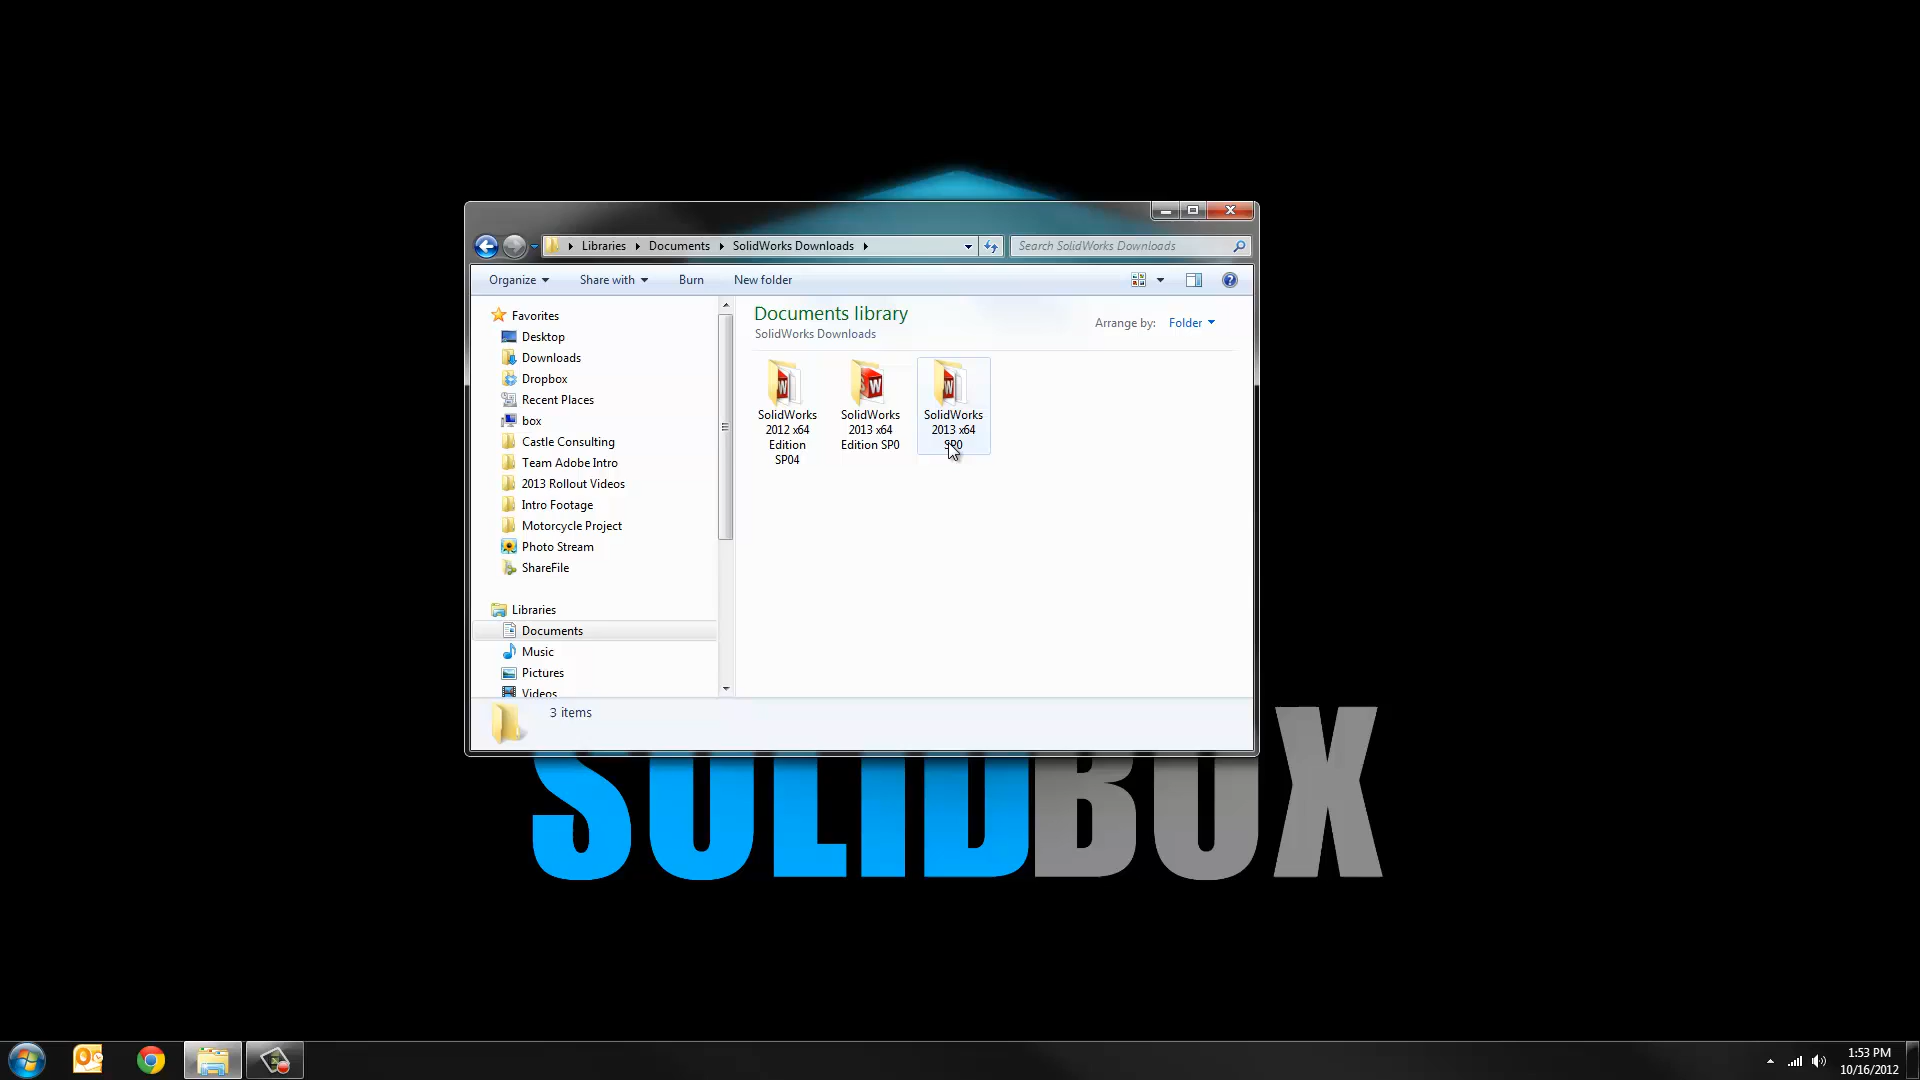 Libraries Documents SolidWorks Downloads
Search SolidWorks Downloads
Organize Share with Burn New folder
Favorites
Desktop
Downloads
Dropbox
Recent Places
box
Castle Consulting
Team Adobe Intro
2013 Rollout Videos
Intro Footage
Motorcycle Project
Photo Stream
ShareFile
Libraries
Documents
Music
Pictures
Videos
Documents library
SolidWorks Downloads
Arrange by: Folder
SolidWorks
2012 x64
Edition
SP04
SolidWorks
2013 x64
Edition SP0
SolidWorks
2013 x64
SP0
3 items
SOLIDBOX
1:53 PM
10/16/2012